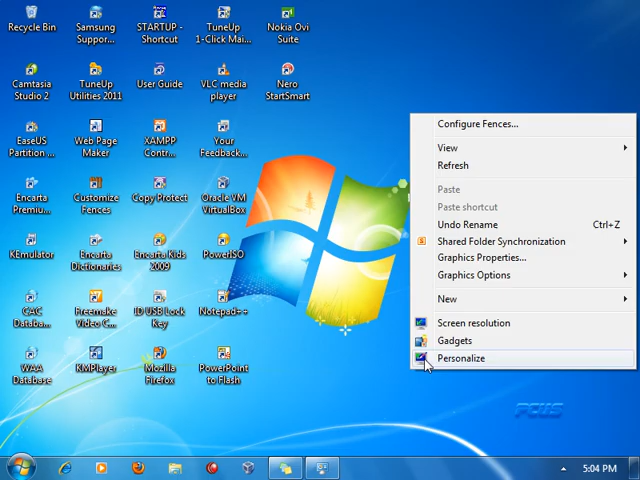 Recycle Bin
Samsung
Suppor...
STARTUP -
Shortcut
TuneUp
1-Click Mai...
Nokia Ovi
Suite
Camtasia
Studio 2
TuneUp
Utilities 2011
User Guide
VLC media
player
Nero
StartSmart
EaseUS
Partition ...
Web Page
Maker
XAMPP
Contr...
Your
Feedback...
Encarta
Premiu...
Customize
Fences
Copy Protect
Oracle VM
VirtualBox
KEmulator
Encarta
Dictionaries
Encarta Kids
2009
PowerISO
CAC
Databa...
Freemake
Video C...
ID USB Lock
Key
Notepad++
WAA
Database
KMPlayer
Mozilla
Firefox
PowerPoint
to Flash
Configure Fences...
View
Refresh
Paste
Paste shortcut
Undo Rename Ctrl+Z
Shared Folder Synchronization
Graphics Properties...
Graphics Options
New
Screen resolution
Gadgets
Personalize
5:04 PM